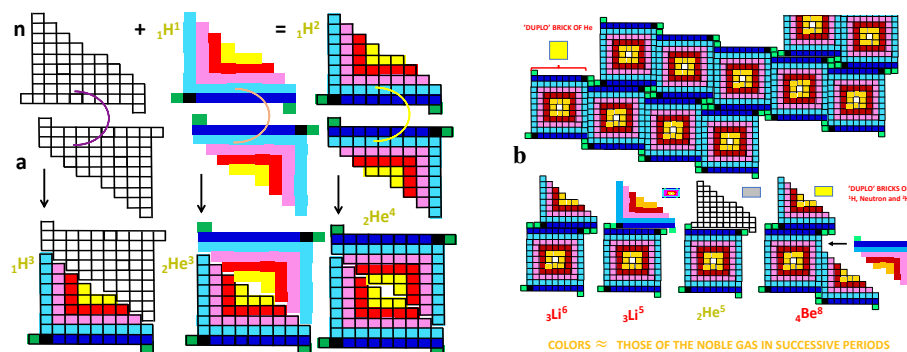 n + ₁H¹ = ₁H²
a
₁H³
₂He³
₂He⁴
'DUPLO' BRICK OF He
b
'DUPLO' BRICKS O
¹H, Neutron and ²H
₃Li⁶ ₃Li⁵ ₂He⁵ ₄Be⁸
COLORS ≈ THOSE OF THE NOBLE GAS IN SUCCESSIVE PERIODS